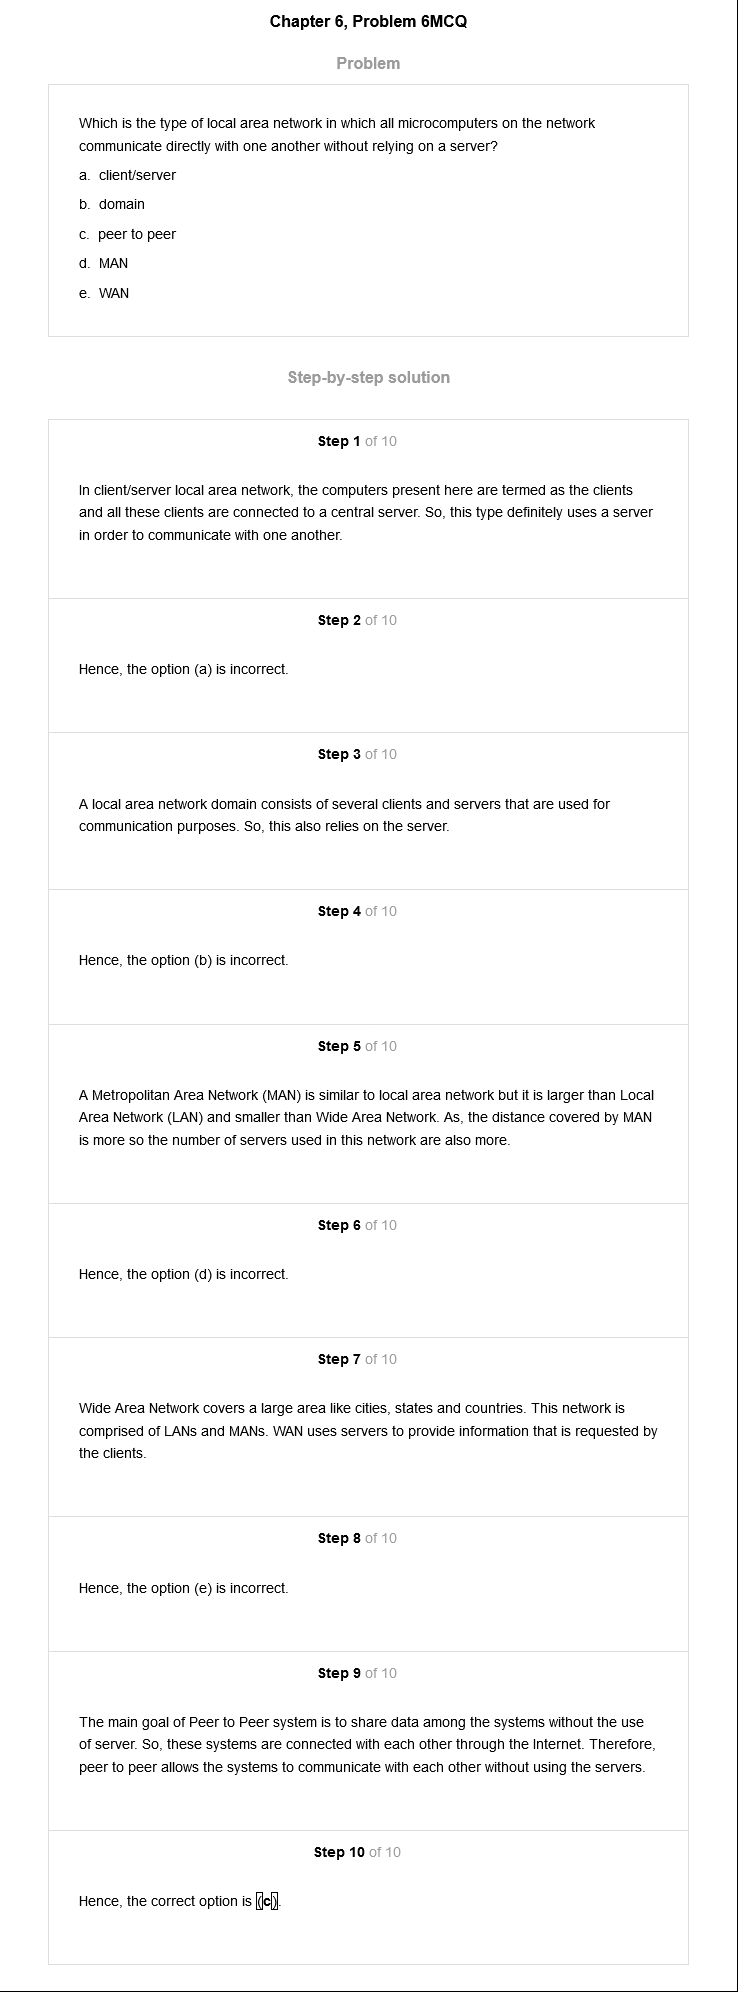 Chapter 6, Problem 6MCQ
Problem
Which is the type of local area network in which all microcomputers on the network
communicate directly with one another without relying on a server?
a. client/server
b. domain
c. peer to peer
d. MAN
e. WAN
Step-by-step solution
Step 1 of 10
In client/server local area network, the computers present here are termed as the clients
and all these clients are connected to a central server. So, this type definitely uses a server
in order to communicate with one another.
Step 2 of 10
Hence, the option (a) is incorrect.
Step 3 of 10
A local area network domain consists of several clients and servers that are used for
communication purposes. So, this also relies on the server.
Step 4 of 10
Hence, the option (b) is incorrect.
Step 5 of 10
A Metropolitan Area Network (MAN) is similar to local area network but it is larger than Local
Area Network (LAN) and smaller than Wide Area Network. As, the distance covered by MAN
is more so the number of servers used in this network are also more.
Step 6 of 10
Hence, the option (d) is incorrect.
Step 7 of 10
Wide Area Network covers a large area like cities, states and countries. This network is
comprised of LANs and MANs. WAN uses servers to provide information that is requested by
the clients.
Step 8 of 10
Hence, the option (e) is incorrect.
Step 9 of 10
The main goal of Peer to Peer system is to share data among the systems without the use
of server. So, these systems are connected with each other through the Internet. Therefore,
peer to peer allows the systems to communicate with each other without using the servers.
Step 10 of 10
Hence, the correct option is (c).